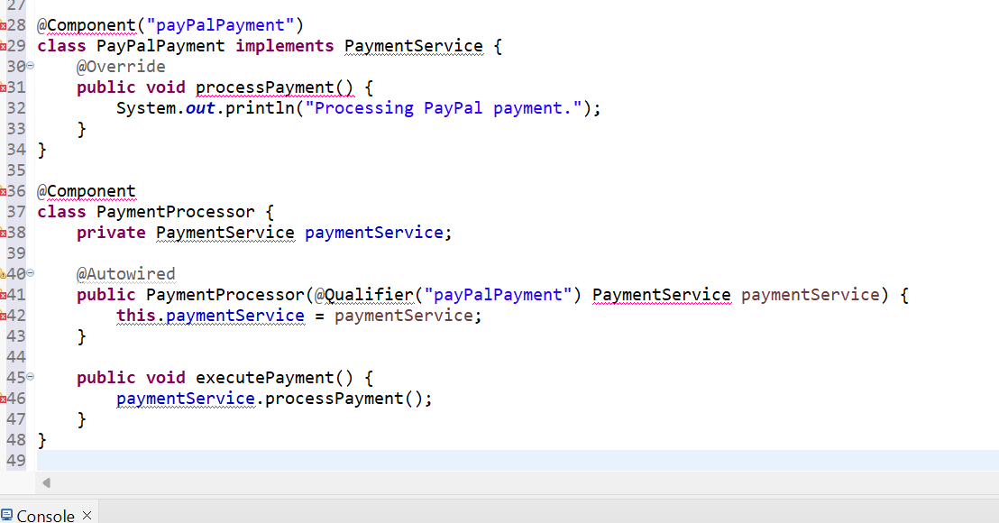 27
28 @Component("payPalPayment")
29 class PayPalPayment implements PaymentService {
30     @Override
31     public void processPayment() {
32         System.out.println("Processing PayPal payment.");
33     }
34 }
35
36 @Component
37 class PaymentProcessor {
38     private PaymentService paymentService;
39
40     @Autowired
41     public PaymentProcessor(@Qualifier("payPalPayment") PaymentService paymentService) {
42         this.paymentService = paymentService;
43     }
44
45     public void executePayment() {
46         paymentService.processPayment();
47     }
48 }
49
Console